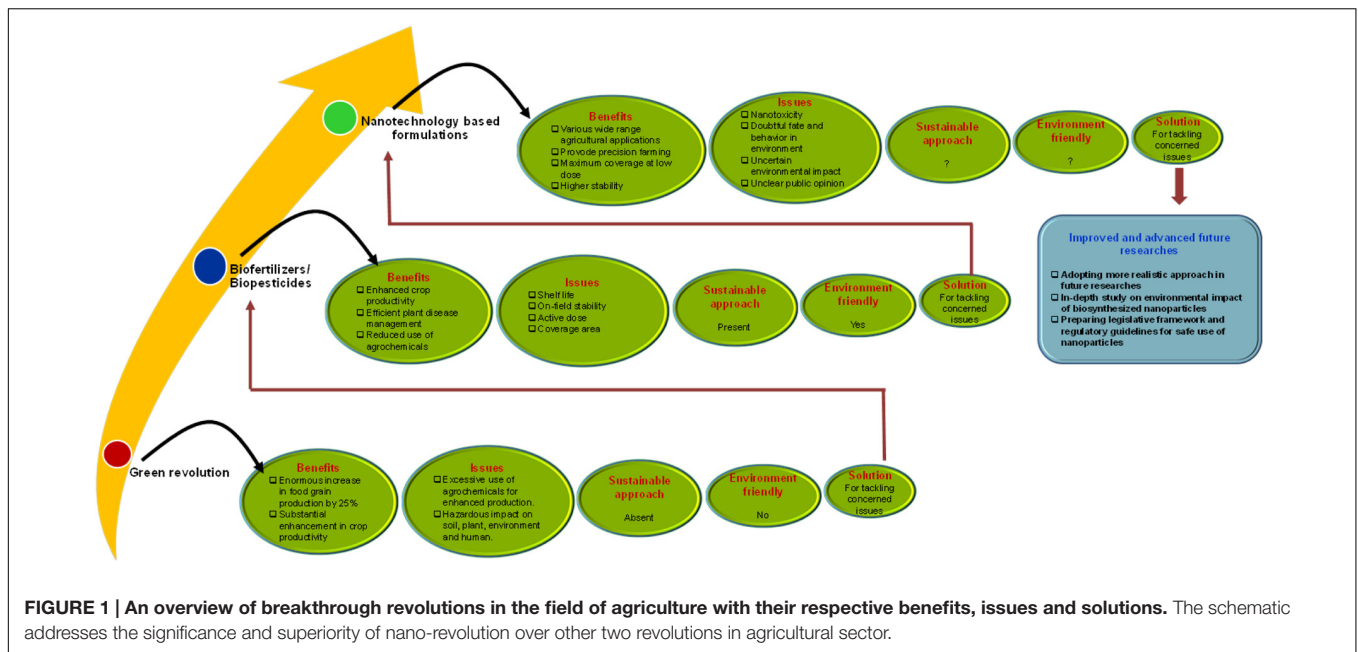 Nanotechnology based
formulations
Benefits
❑ Various wide range
agricultural applications
❑ Provode precision farming
❑ Maximum coverage at low
dose
❑ Higher stability
Issues
❑ Nanotoxicity
❑ Doubtful fate and
behavior in
environment
❑ Uncertain
environmental impact
❑ Unclear public opinion
Sustainable
approach
?
Environment
friendly
?
Solution
For tackling
concerned
issues
Improved and advanced future
researches
❑ Adopting more realistic approach in
future researches
❑ In-depth study on environmental impact
of biosynthesized nanoparticles
❑ Preparing legislative framework and
regulatory guidelines for safe use of
nanoparticles
Biofertilizers/
Biopesticides
Benefits
❑ Enhanced crop
productivity
❑ Efficient plant disease
management
❑ Reduced use of
agrochemicals
Issues
❑ Shelf life
❑ On-field stability
❑ Active dose
❑ Coverage area
Sustainable
approach
Present
Environment
friendly
Yes
Solution
For tackling
concerned
issues
Green revolution
Benefits
❑ Enormous increase
in food grain
production by 25%
❑ Substantial
enhancement in crop
productivity
Issues
❑ Excessive use of
agrochemicals for
enhanced production.
❑ Hazardous impact on
soil, plant, environment
and human.
Sustainable
approach
Absent
Environment
friendly
No
Solution
For tackling
concerned
issues
FIGURE 1 | An overview of breakthrough revolutions in the field of agriculture with their respective benefits, issues and solutions. The schematic
addresses the significance and superiority of nano-revolution over other two revolutions in agricultural sector.